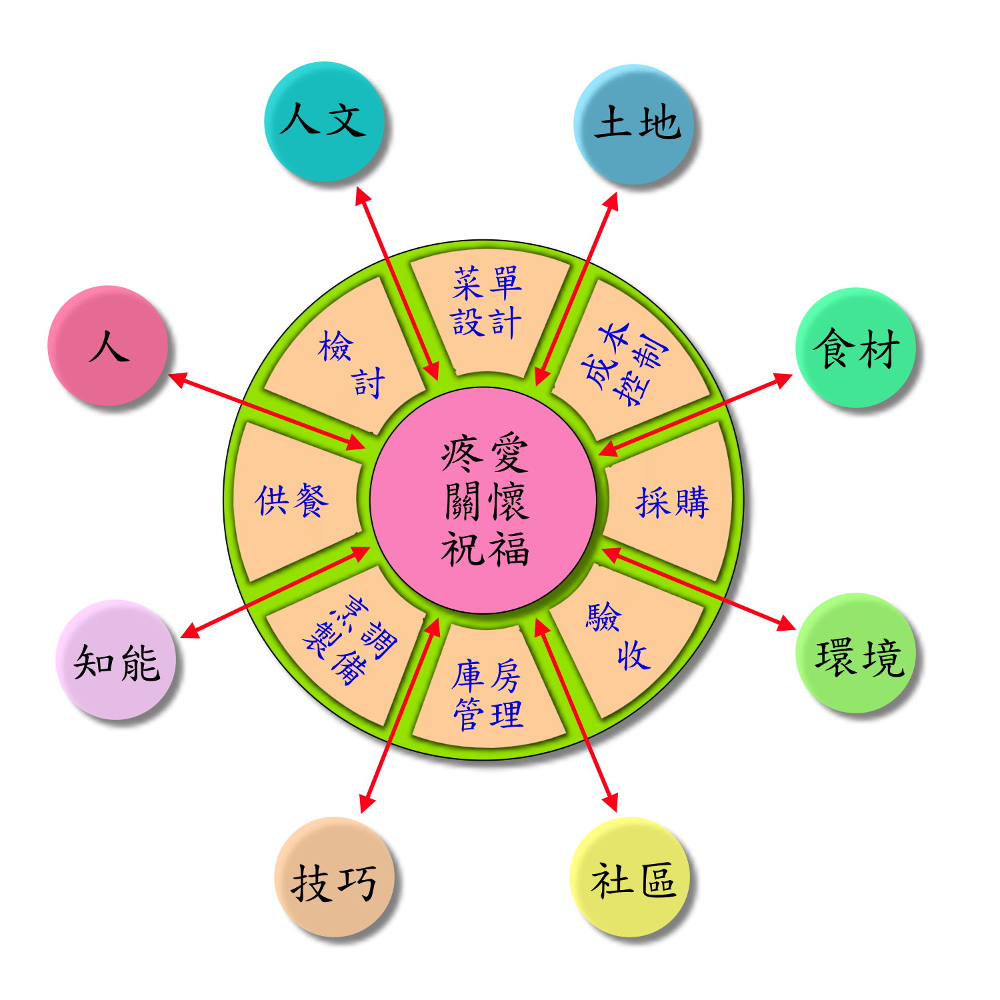 人文
土地
人
食材
菜單
設計
成本
控制
採購
驗
收
庫房
管理
烹調
製備
供餐
檢
討
疼愛
關懷
祝福
知能
環境
技巧
社區